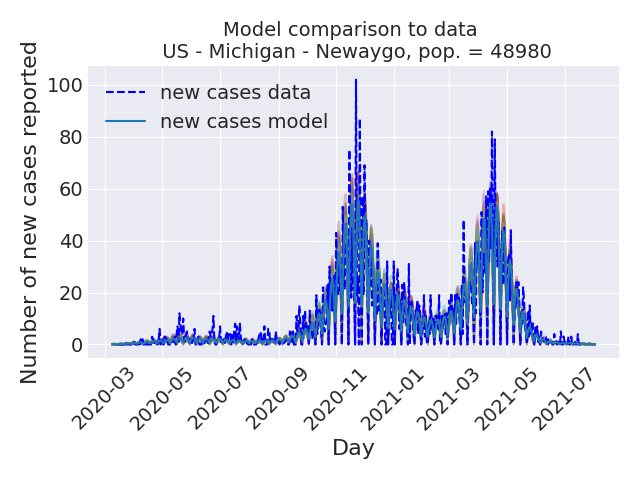 Model comparison to data
US - Michigan - Newaygo, pop. = 48980
Number of new cases reported
100
80
60
40
20
0
new cases data
new cases model
2020-03
2020-05
2020-07
2020-09
2020-11
2021-01
2021-03
2021-05
2021-07
Day